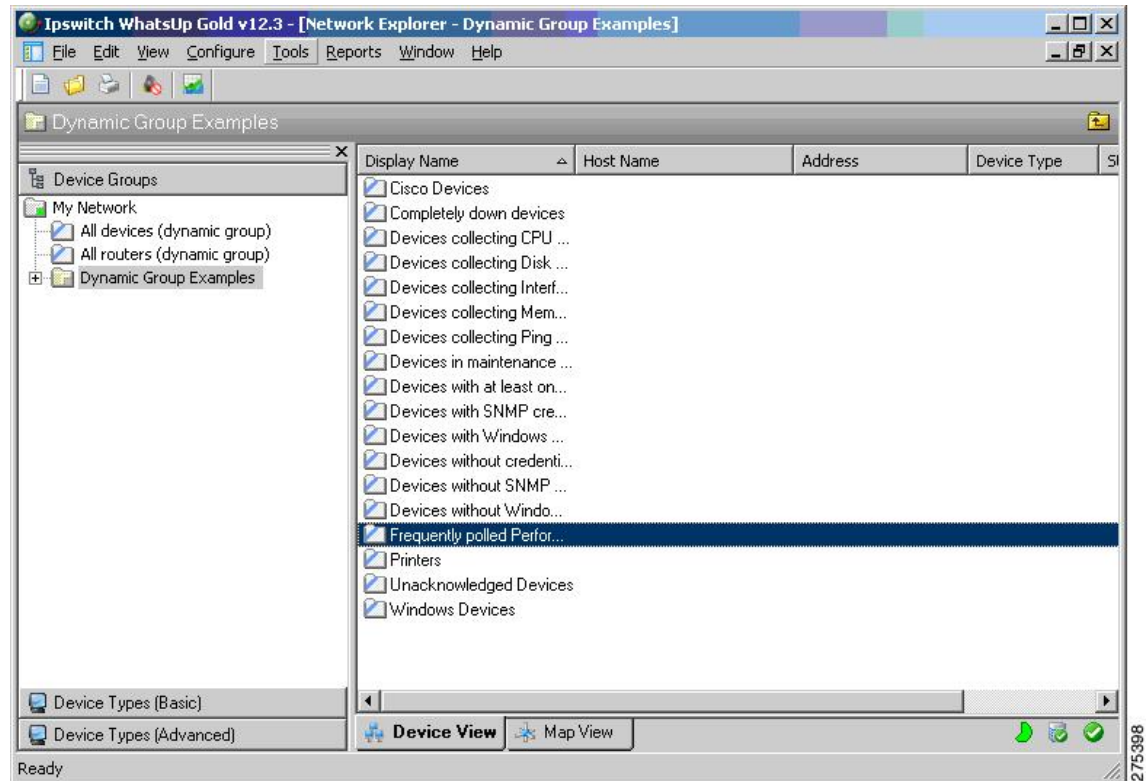 Ipswitch WhatsUp Gold v12.3 - [Network Explorer - Dynamic Group Examples]
File Edit View Configure Tools Reports Window Help
Dynamic Group Examples
Device Groups
My Network
All devices (dynamic group)
All routers (dynamic group)
Dynamic Group Examples
Device Types (Basic)
Device Types (Advanced)
Display Name Host Name Address Device Type
Cisco Devices
Completely down devices
Devices collecting CPU ...
Devices collecting Disk ...
Devices collecting Interf...
Devices collecting Mem...
Devices collecting Ping ...
Devices in maintenance ...
Devices with at least on...
Devices with SNMP cre...
Devices with Windows ...
Devices without credenti...
Devices without SNMP ...
Devices without Windo...
Frequently polled Perfor...
Printers
Unacknowledged Devices
Windows Devices
Device View Map View
Ready
275398